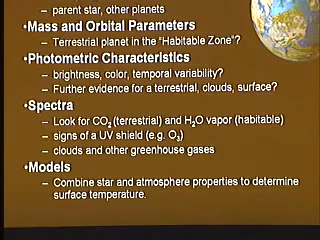 – parent star, other planets
•Mass and Orbital Parameters
– Terrestrial planet in the "Habitable Zone"?
•Photometric Characteristics
– brightness, color, temporal variability?
– Further evidence for a terrestrial, clouds, surface?
•Spectra
– Look for CO2 (terrestrial) and H2O vapor (habitable)
– signs of a UV shield (e.g. O3)
– clouds and other greenhouse gases
•Models
– Combine star and atmosphere properties to determine
surface temperature.